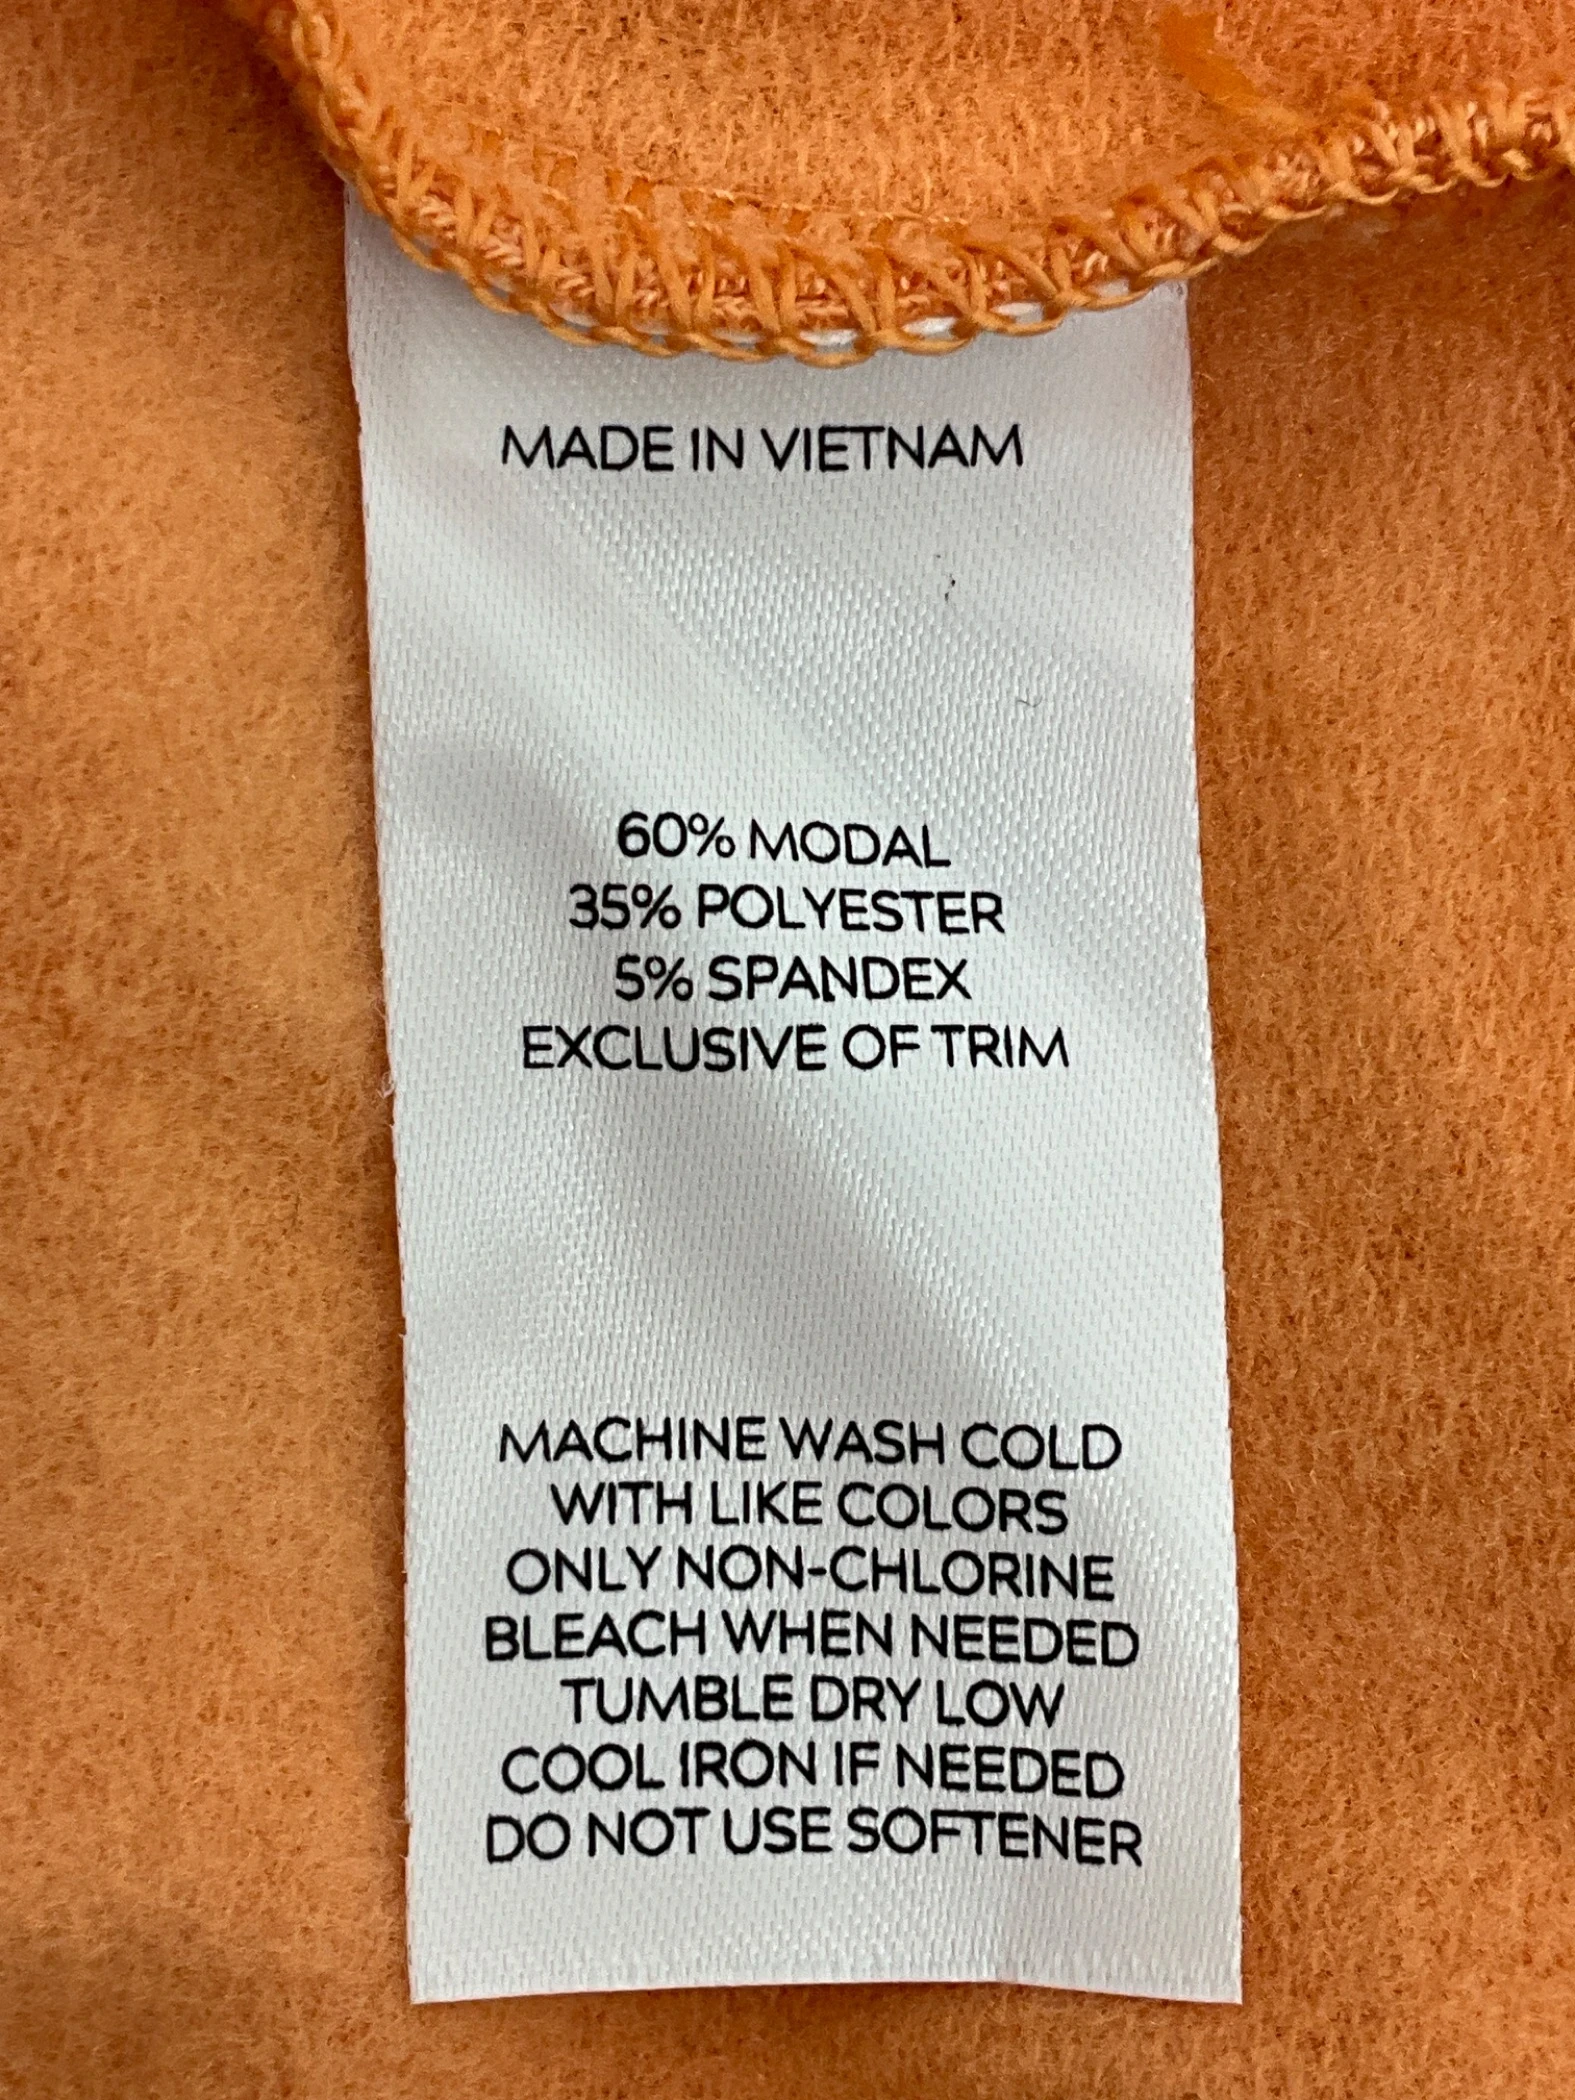 MADE IN VIETNAM
60% MODAL
35% POLYESTER
5% SPANDEX
EXCLUSIVE OF TRIM
MACHINE WASH COLD
WITH LIKE COLORS
ONLY NON-CHLORINE
BLEACH WHEN NEEDED
TUMBLE DRY LOW
COOL IRON IF NEEDED
DO NOT USE SOFTENER